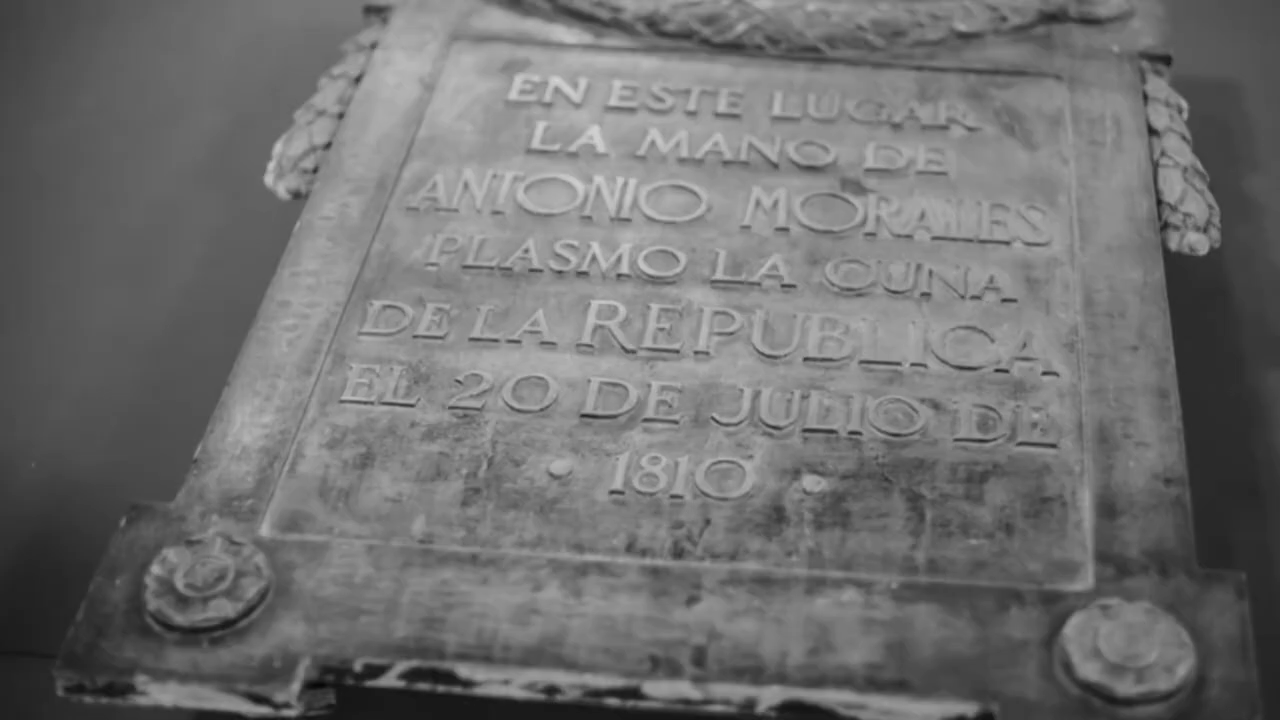 EN ESTE LUGAR
LA MANO DE
ANTONIO MORALES
PLASMO LA CUNA
DE LA REPUBLICA
EL 20 DE JULIO DE
• 1810 •